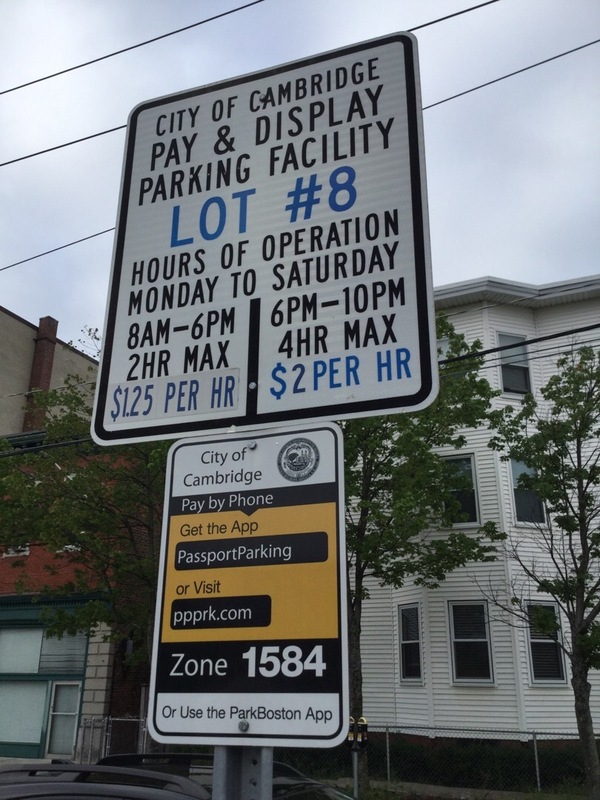 CITY OF CAMBRIDGE
PAY & DISPLAY
PARKING FACILITY
LOT #8
HOURS OF OPERATION
MONDAY TO SATURDAY
8AM–6PM
2HR MAX
$1.25 PER HR
6PM–10PM
4HR MAX
$2 PER HR
City of
Cambridge
Pay by Phone
Get the App
PassportParking
or Visit
ppprk.com
Zone 1584
Or Use the ParkBoston App